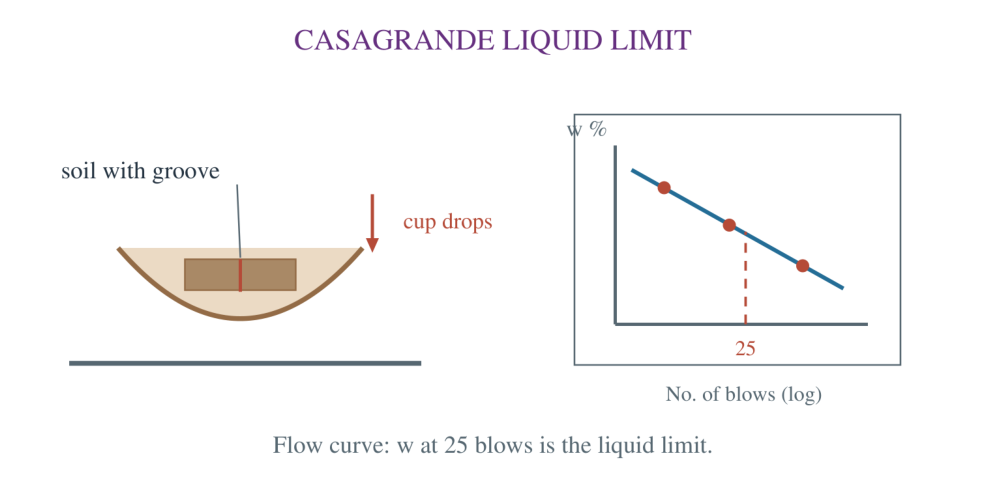 CASAGRANDE LIQUID LIMIT
soil with groove
cup drops
w %
25
No. of blows (log)
Flow curve: w at 25 blows is the liquid limit.